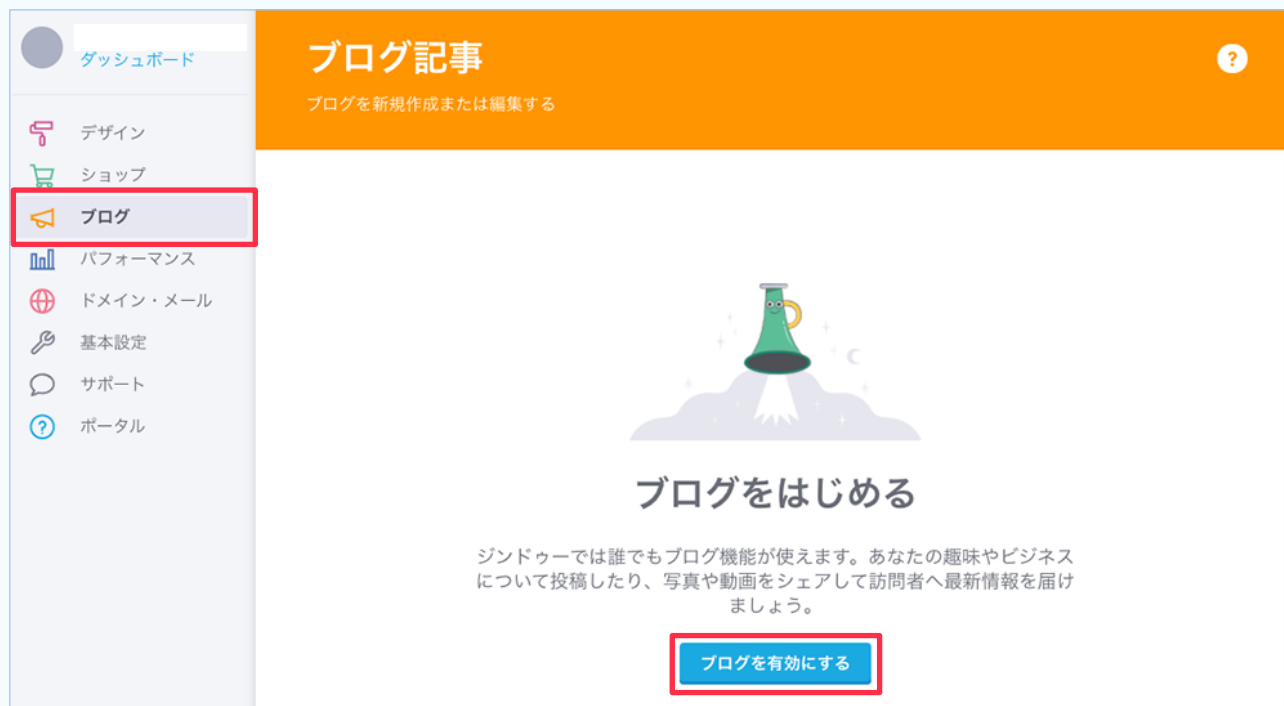 ダッシュボード
デザイン
ショップ
ブログ
パフォーマンス
ドメイン・メール
基本設定
サポート
ポータル
ブログ記事
ブログを新規作成または編集する
?
ブログをはじめる
ジンドゥーでは誰でもブログ機能が使えます。あなたの趣味やビジネス
について投稿したり、写真や動画をシェアして訪問者へ最新情報を届け
ましょう。
ブログを有効にする